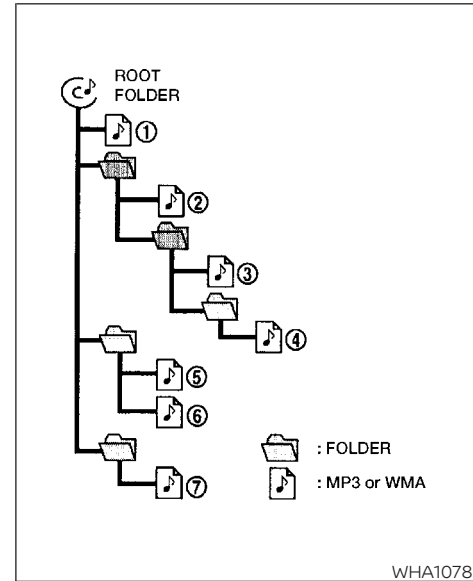 ROOT
FOLDER
①
②
③
④
⑤
⑥
⑦
: FOLDER
: MP3 or WMA
WHA1078